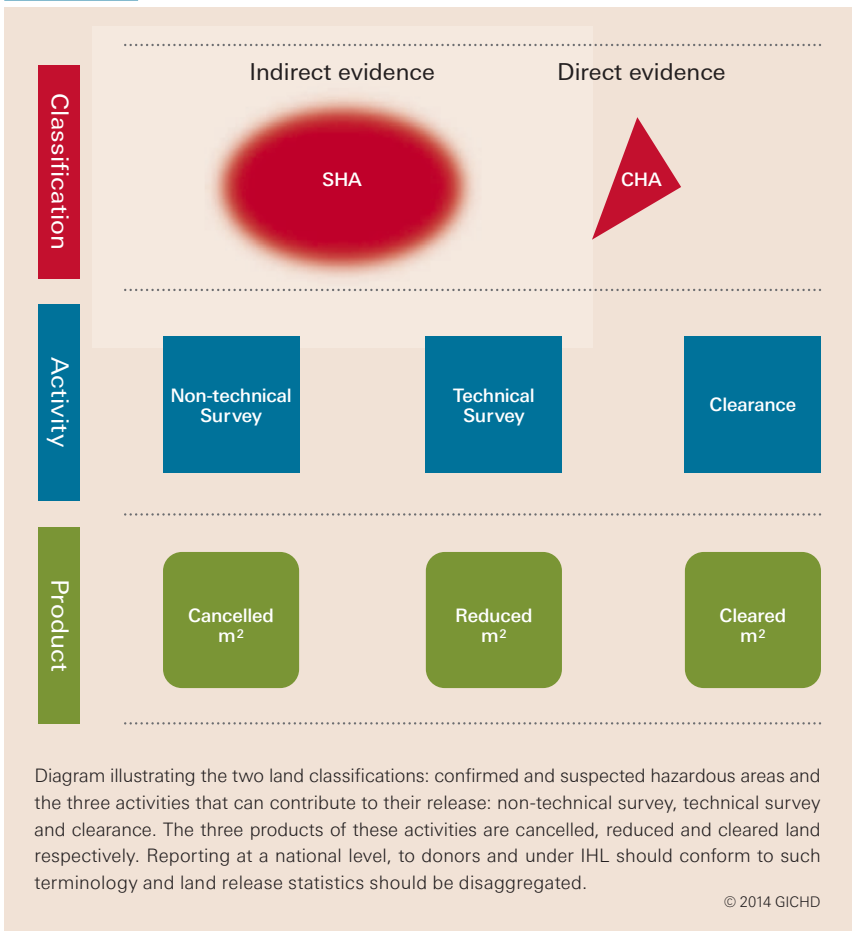 Classification
Indirect evidence
Direct evidence
SHA
CHA
Activity
Non-technical
Survey
Technical
Survey
Clearance
Product
Cancelled
m²
Reduced
m²
Cleared
m²
Diagram illustrating the two land classifications: confirmed and suspected hazardous areas and
the three activities that can contribute to their release: non-technical survey, technical survey
and clearance. The three products of these activities are cancelled, reduced and cleared land
respectively. Reporting at a national level, to donors and under IHL should conform to such
terminology and land release statistics should be disaggregated.
© 2014 GICHD